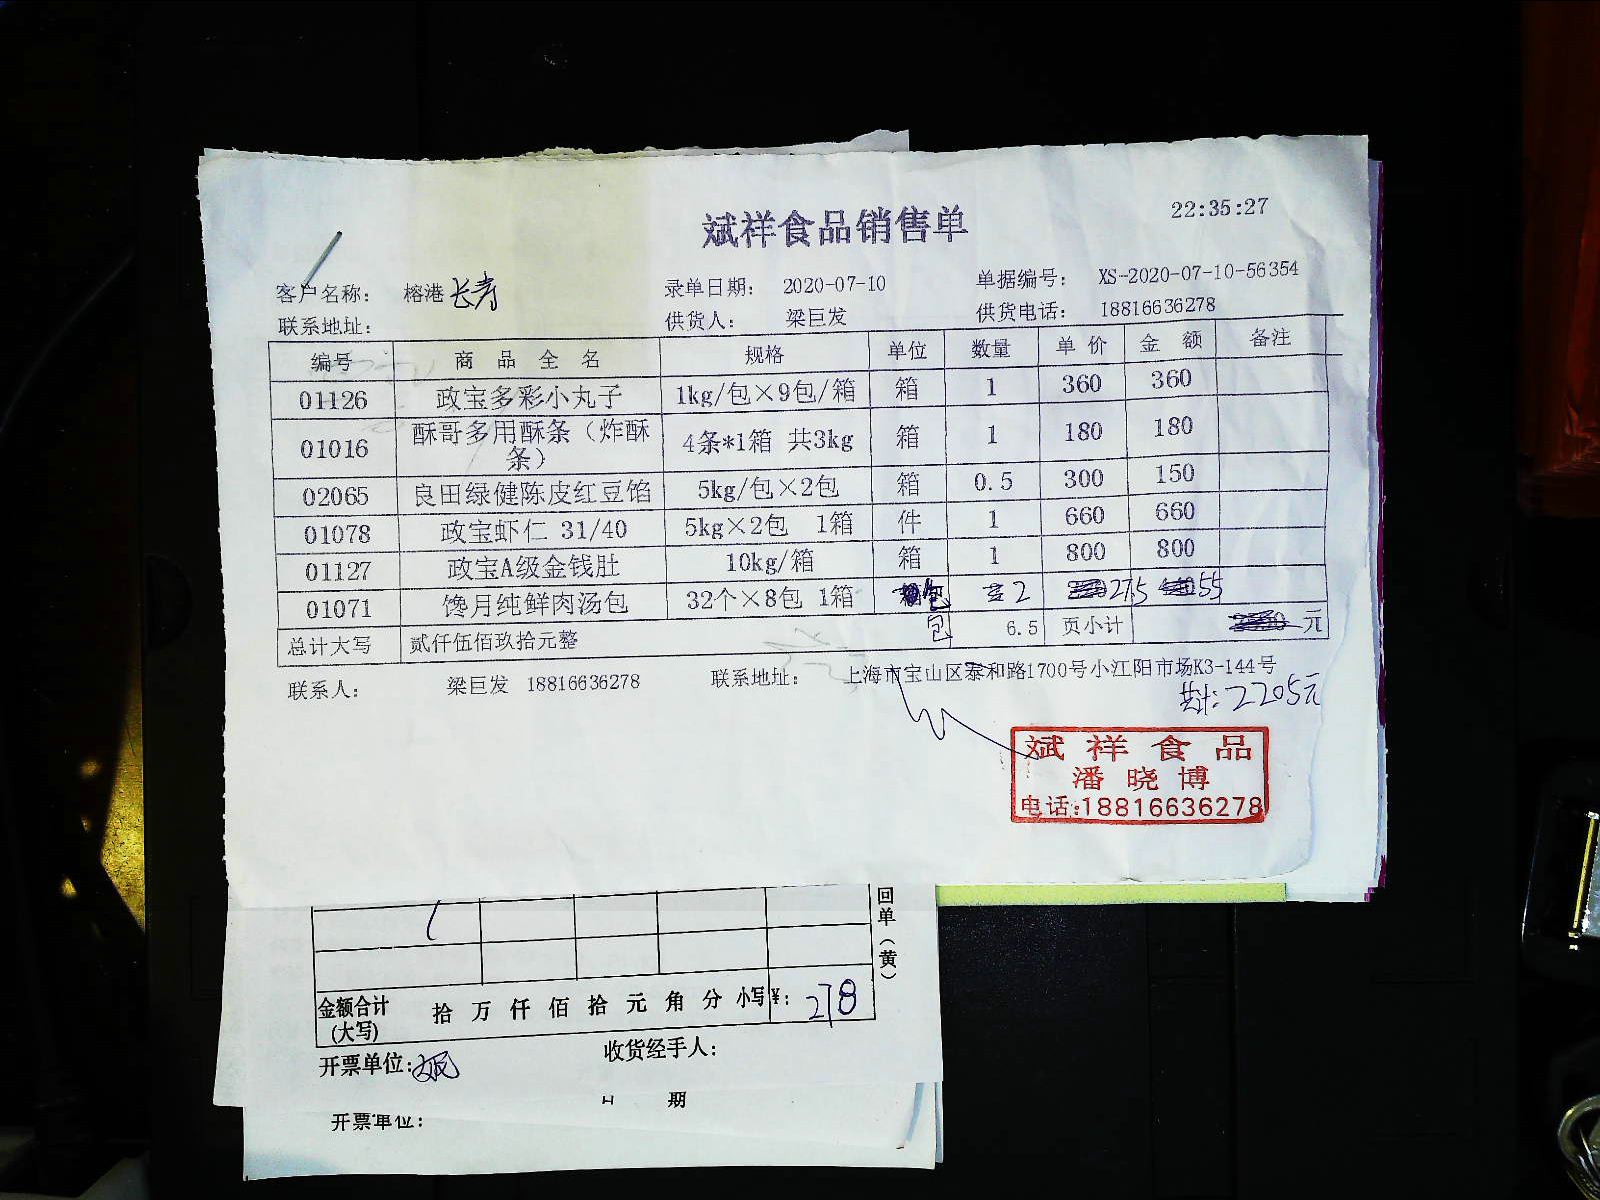 22:35:27
斌祥食品销售单
客户名称： 榕港 长寿 录单日期： 2020-07-10 单据编号： XS-2020-07-10-56354
联系地址： 供货人： 梁巨发 供货电话： 18816636278
编号 商品全名 规格 单位 数量 单价 金额 备注
01126 政宝多彩小丸子 1kg/包×9包/箱 箱 1 360 360
01016 酥哥多用酥条（炸酥条） 4条*1箱 共3kg 箱 1 180 180
02065 良田绿健陈皮红豆馅 5kg/包×2包 箱 0.5 300 150
01078 政宝虾仁 31/40 5kg×2包 1箱 件 1 660 660
01127 政宝A级金钱肚 10kg/箱 箱 1 800 800
01071 馋月纯鲜肉汤包 32个×8包 1箱 包 2 27.5 55
总计大写 贰仟伍佰玖拾元整 包 6.5 页小计 元
联系人： 梁巨发 18816636278 联系地址： 上海市宝山区泰和路1700号小江阳市场K3-144号
共计：2205元
斌祥食品
潘晓博
电话：18816636278
回单（黄）
金额合计（大写） 拾 万 仟 佰 拾 元 角 分 小写¥： 278
开票单位： 收货经手人：
日 期
开票单位：